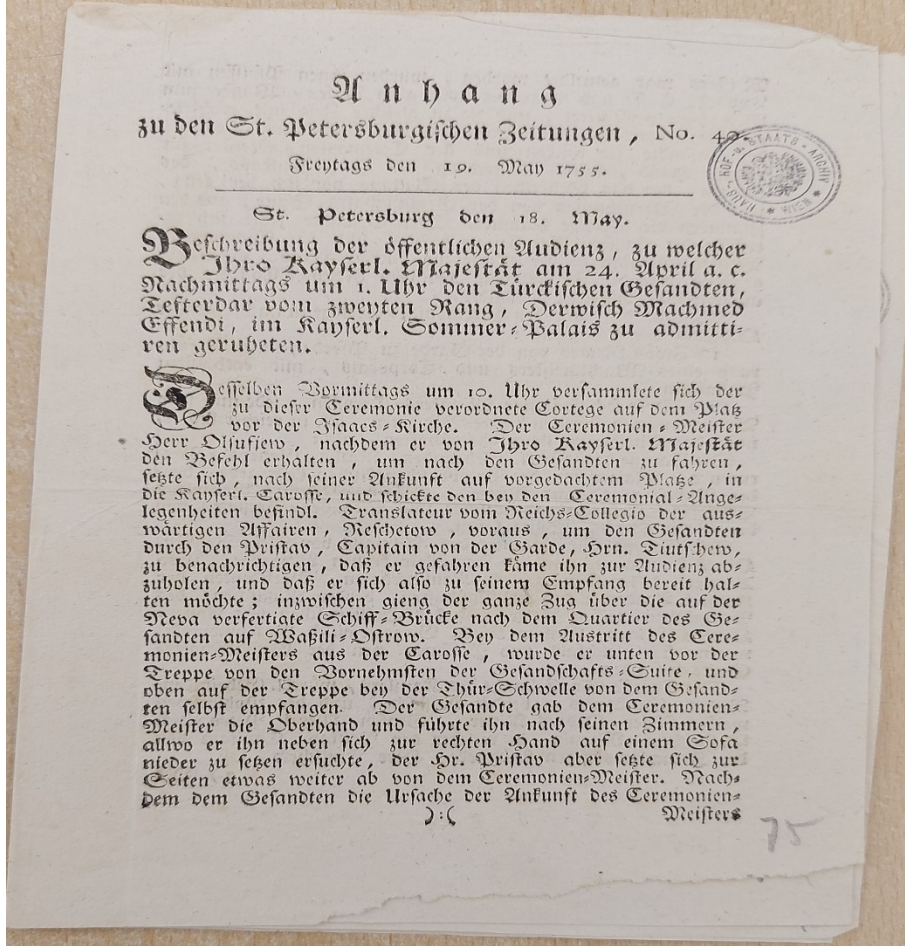 Anhang
zu den St. Petersburgischen Zeitungen, No. 40.
Freytags den 19. May 1755.
HAUS-, HOF- U. STAATS-ARCHIV * WIEN *
St. Petersburg den 18. May.
Beschreibung der öffentlichen Audienz, zu welcher
Ihro Kayserl. Majestät am 24. April a. c.
Nachmittags um 1. Uhr den Türckischen Gesandten,
Tefterdar vom zweyten Rang, Derwisch Machmed
Effendi, im Kayserl. Sommer-Palais zu admitti-
ren geruheten.
Desselben Vormittags um 10. Uhr versammlete sich der
zu dieser Ceremonie verordnete Cortege auf dem Platz
vor der Isaacs-Kirche. Der Ceremonien-Meister
Herr Olsufiew, nachdem er von Ihro Kayserl. Majestät
den Befehl erhalten, um nach den Gesandten zu fahren,
setzte sich, nach seiner Ankunft auf vorgedachtem Platze, in
die Kayserl. Carosse, und schickte den bey den Ceremonial-Ange-
legenheiten befindl. Translateur vom Reichs-Collegio der aus-
wärtigen Affairen, Reschetow, voraus, um den Gesandten
durch den Pristav, Capitain von der Garde, Hrn. Tiutschew,
zu benachrichtigen, daß er gefahren käme ihn zur Audienz ab-
zuholen, und daß er sich also zu seinem Empfang bereit hal-
ten möchte; inzwischen gieng der ganze Zug über die auf der
Neva verfertigte Schiff-Brücke nach dem Quartier des Ge-
sandten auf Waßili-Ostrow. Bey dem Austritt des Cere-
monien-Meisters aus der Carosse, wurde er unten vor der
Treppe von den Vornehmsten der Gesandschafts-Suite, und
oben auf der Treppe bey der Thür-Schwelle von dem Gesand-
ten selbst empfangen. Der Gesandte gab dem Ceremonien-
Meister die Oberhand und führte ihn nach seinen Zimmern,
allwo er ihn neben sich zur rechten Hand auf einem Sofa
nieder zu setzen ersuchte, der Hr. Pristav aber setzte sich zur
Seiten etwas weiter ab von dem Ceremonien-Meister. Nach-
dem dem Gesandten die Ursache der Ankunft des Ceremonien-
):( Meisters
75